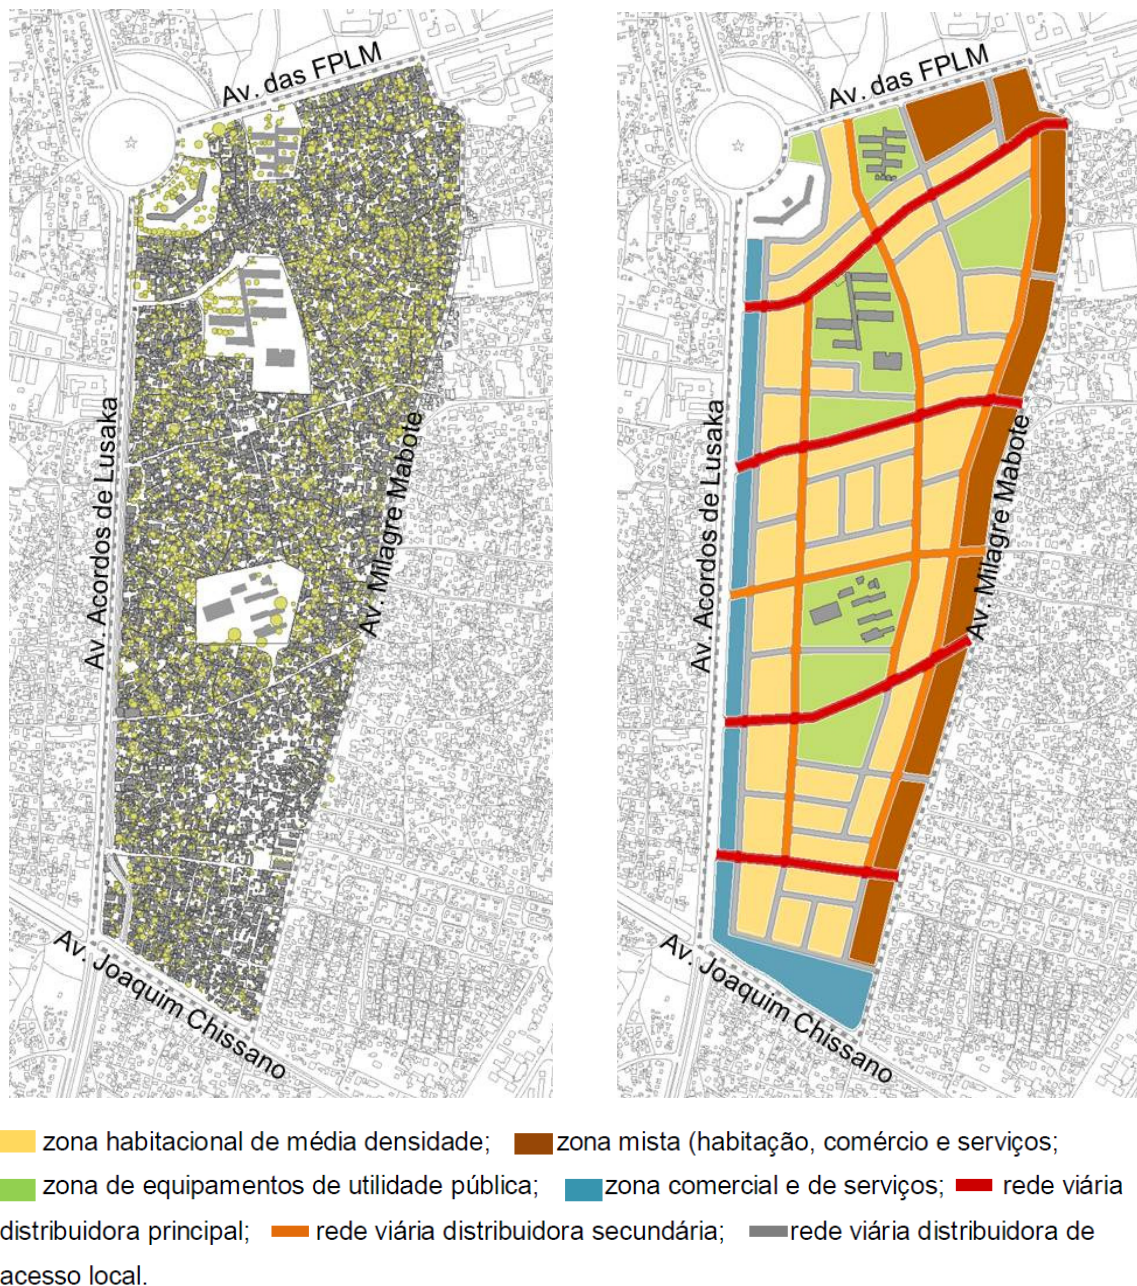 Av. das FPLM
Av. Acordos de Lusaka
Av. Milagre Mabote
Av. Joaquim Chissano
Av. das FPLM
Av. Acordos de Lusaka
Av. Milagre Mabote
Av. Joaquim Chissano
zona habitacional de média densidade; zona mista (habitação, comércio e serviços;
zona de equipamentos de utilidade pública; zona comercial e de serviços; rede viária
distribuidora principal; rede viária distribuidora secundária; rede viária distribuidora de
acesso local.